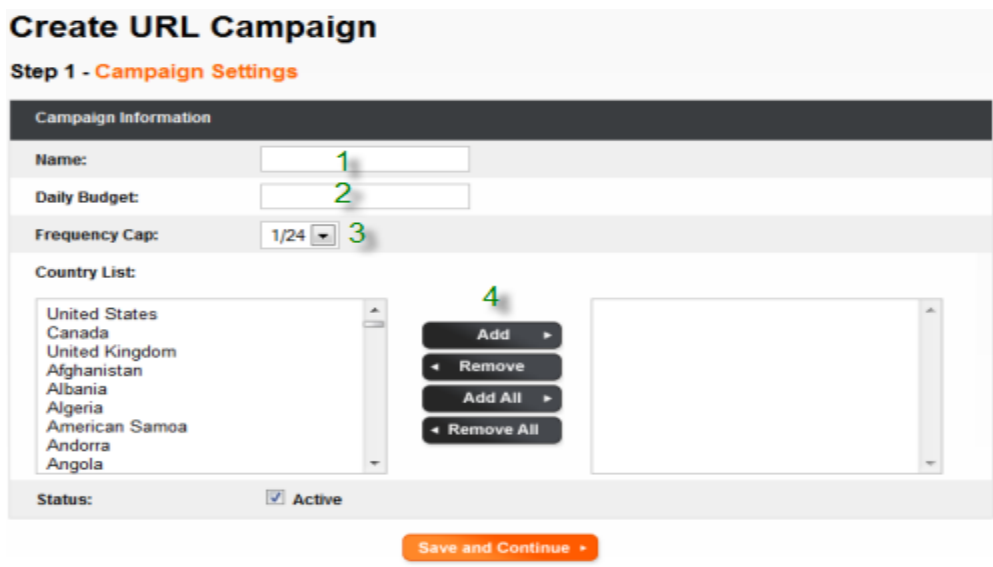 Create URL Campaign
Step 1 - Campaign Settings
Campaign Information
Name: 1
Daily Budget: 2
Frequency Cap: 1/24 3
Country List:
4
United States
Canada
United Kingdom
Afghanistan
Albania
Algeria
American Samoa
Andorra
Angola
Add
Remove
Add All
Remove All
Status: Active
Save and Continue